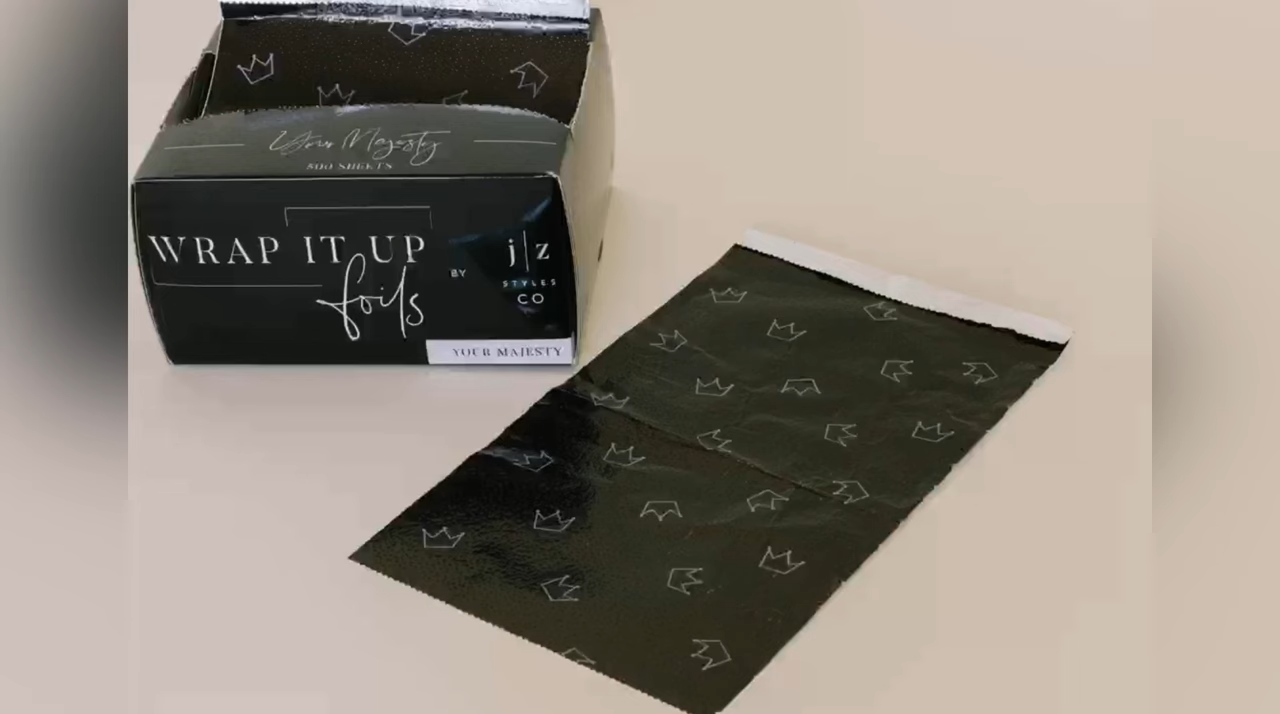 Your Majesty
500 SHEETS
WRAP IT UP
foils
BY
j|z
STYLES
CO
YOUR MAJESTY